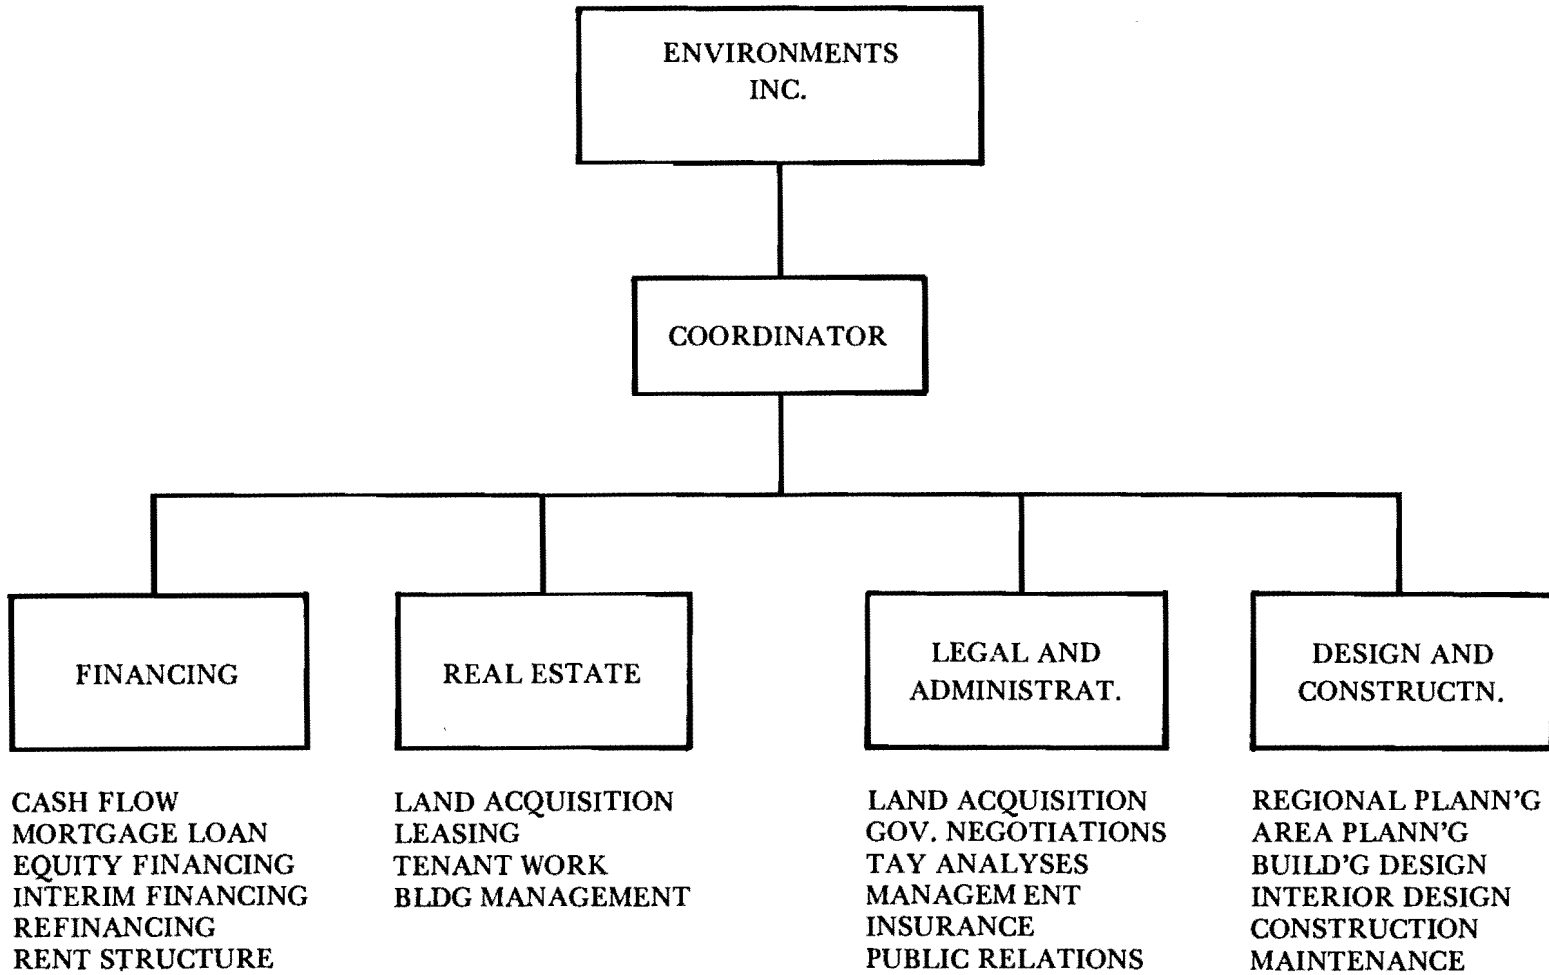 ENVIRONMENTS
INC.
COORDINATOR
FINANCING
CASH FLOW
MORTGAGE LOAN
EQUITY FINANCING
INTERIM FINANCING
REFINANCING
RENT STRUCTURE
REAL ESTATE
LAND ACQUISITION
LEASING
TENANT WORK
BLDG MANAGEMENT
LEGAL AND
ADMINISTRAT.
LAND ACQUISITION
GOV. NEGOTIATIONS
TAY ANALYSES
MANAGEMENT
INSURANCE
PUBLIC RELATIONS
DESIGN AND
CONSTRUCTN.
REGIONAL PLANN'G
AREA PLANN'G
BUILD'G DESIGN
INTERIOR DESIGN
CONSTRUCTION
MAINTENANCE